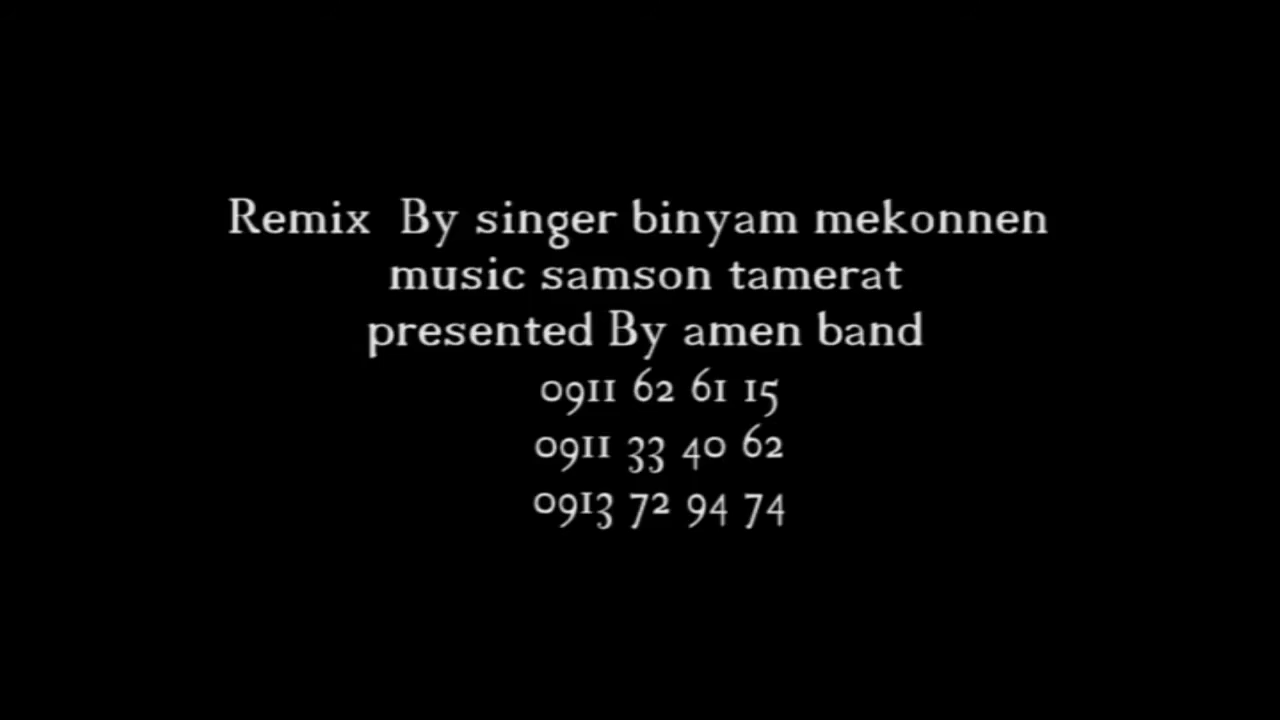 Remix By singer binyam mekonnen
music samson tamerat
presented By amen band
0911 62 61 15
0911 33 40 62
0913 72 94 74